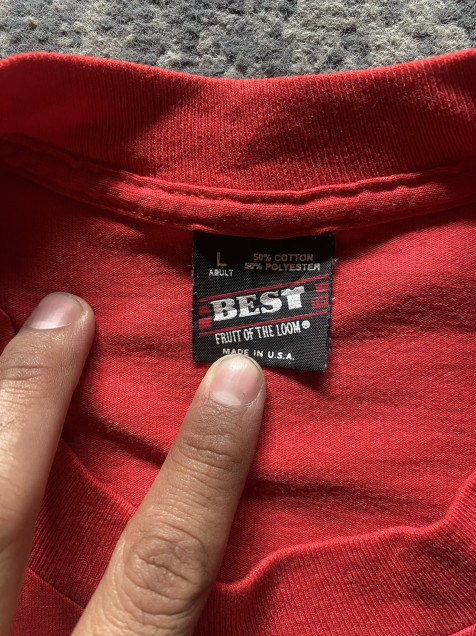 L
ADULT
50% COTTON
50% POLYESTER
BEST
FRUIT OF THE LOOM®
MADE IN U.S.A.